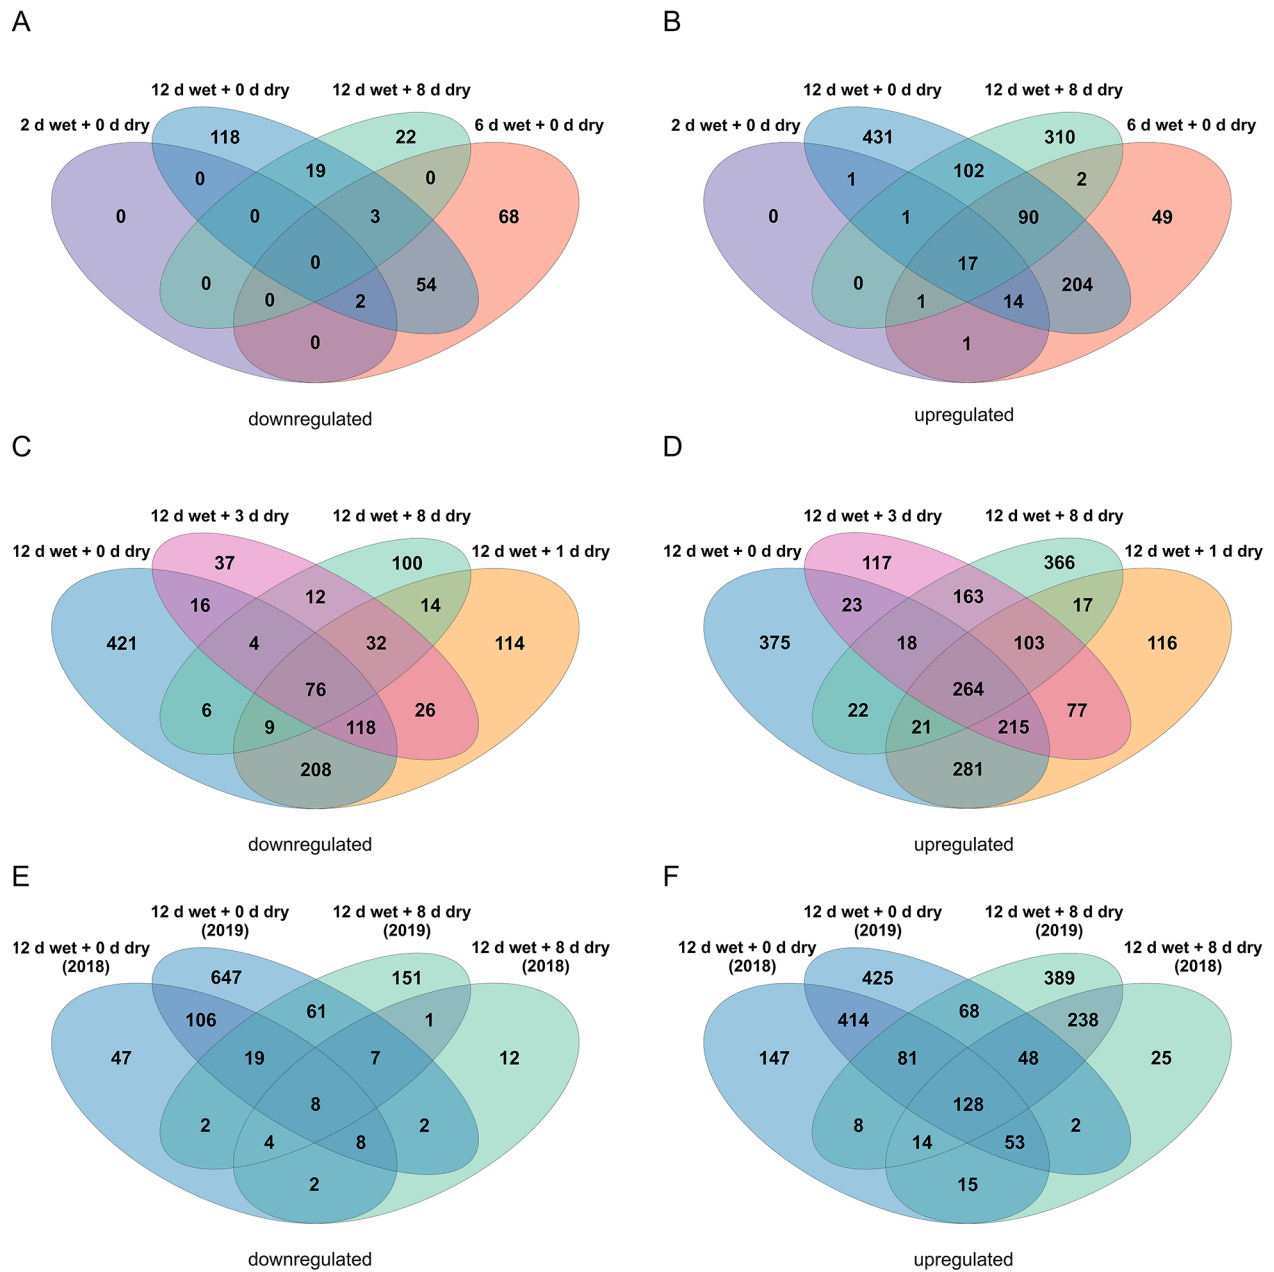 A
B
12 d wet + 0 d dry
12 d wet + 8 d dry
2 d wet + 0 d dry
6 d wet + 0 d dry
118
22
0
19
0
0
0
3
68
0
0
0
2
54
0
downregulated
12 d wet + 0 d dry
12 d wet + 8 d dry
2 d wet + 0 d dry
6 d wet + 0 d dry
431
310
1
102
2
0
1
90
49
17
0
1
14
204
1
upregulated
C
D
12 d wet + 3 d dry
12 d wet + 8 d dry
12 d wet + 0 d dry
12 d wet + 1 d dry
37
100
16
12
14
421
4
32
114
76
6
9
118
26
208
downregulated
12 d wet + 3 d dry
12 d wet + 8 d dry
12 d wet + 0 d dry
12 d wet + 1 d dry
117
366
23
163
17
375
18
103
116
264
22
21
215
77
281
upregulated
E
F
12 d wet + 0 d dry
(2019)
12 d wet + 8 d dry
(2019)
12 d wet + 0 d dry
(2018)
12 d wet + 8 d dry
(2018)
647
151
106
61
1
47
19
7
12
8
2
4
8
2
2
downregulated
12 d wet + 0 d dry
(2019)
12 d wet + 8 d dry
(2019)
12 d wet + 0 d dry
(2018)
12 d wet + 8 d dry
(2018)
425
389
414
68
238
147
81
48
25
128
8
14
53
2
15
upregulated